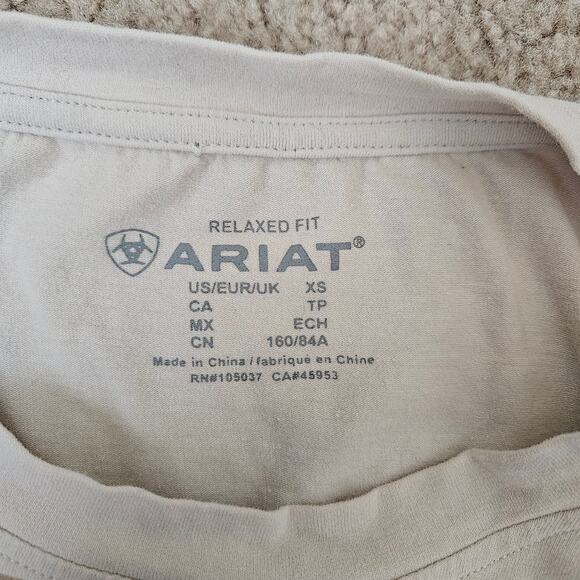 RELAXED FIT
ARIAT®
US/EUR/UK XS
CA TP
MX ECH
CN 160/84A
Made in China / fabriqué en Chine
RN#105037 CA#45953